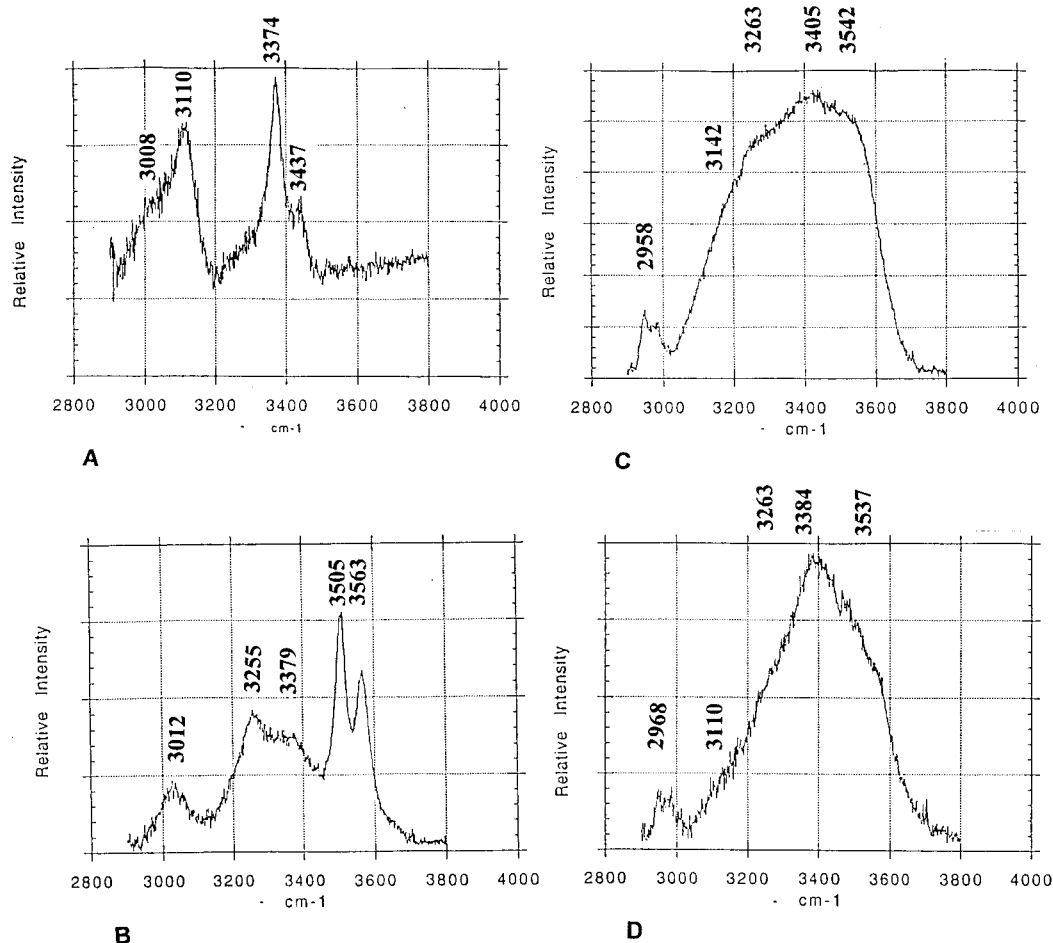 3374
3110
3008
3437
Relative Intensity
2800 3000 3200 3400 3600 3800 4000
cm-1
A
3263 3405 3542
3142
2958
Relative Intensity
2800 3000 3200 3400 3600 3800 4000
cm-1
C
3505 3563
3255 3379
3012
Relative Intensity
2800 3000 3200 3400 3600 3800 4000
cm-1
B
3263 3384 3537
2968 3110
Relative Intensity
2800 3000 3200 3400 3600 3800 4000
cm-1
D